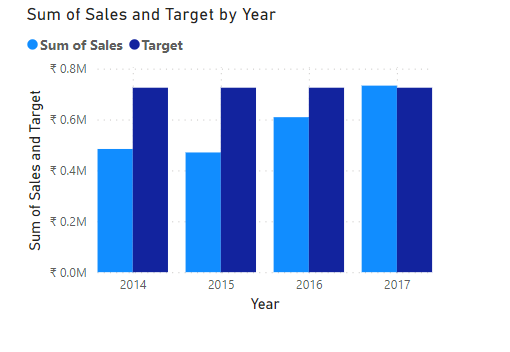 Sum of Sales and Target by Year
Sum of Sales Target
Sum of Sales and Target
₹ 0.8M
₹ 0.6M
₹ 0.4M
₹ 0.2M
₹ 0.0M
2014 2015 2016 2017
Year